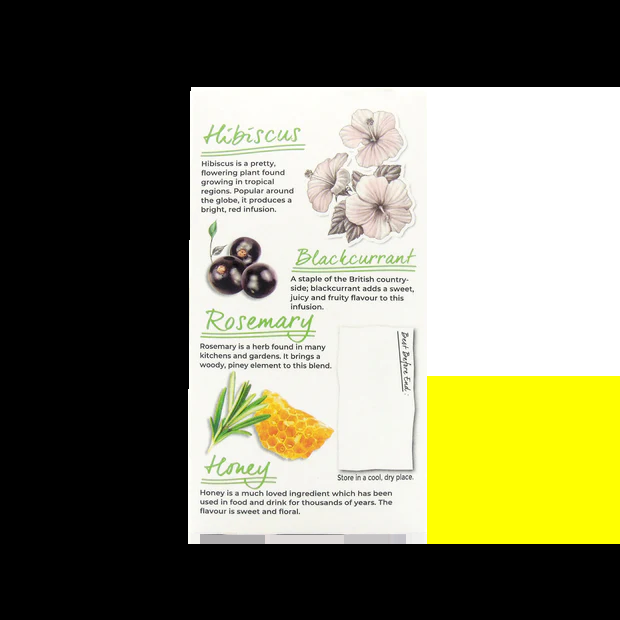 Hibiscus
Hibiscus is a pretty,
flowering plant found
growing in tropical
regions. Popular around
the globe, it produces a
bright, red infusion.
Blackcurrant
A staple of the British country-
side; blackcurrant adds a sweet,
juicy and fruity flavour to this
infusion.
Rosemary
Rosemary is a herb found in many
kitchens and gardens. It brings a
woody, piney element to this blend.
Best Before End:
Store in a cool, dry place.
Honey
Honey is a much loved ingredient which has been
used in food and drink for thousands of years. The
flavour is sweet and floral.